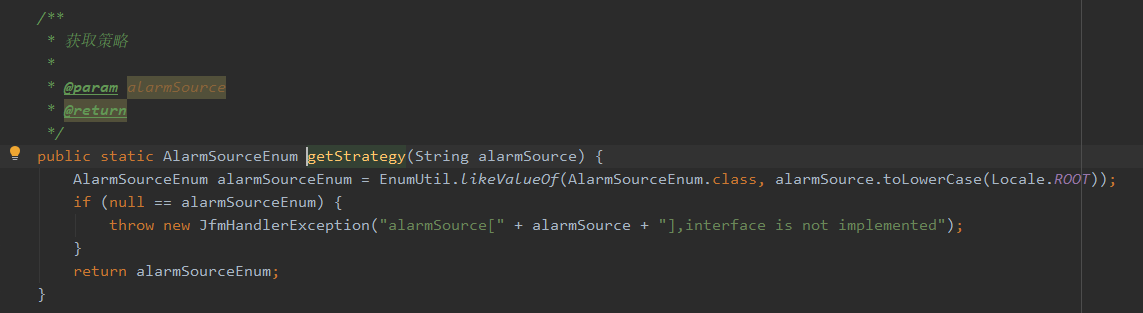 /**
* 获取策略
*
* @param alarmSource
* @return
*/
public static AlarmSourceEnum getStrategy(String alarmSource) {
AlarmSourceEnum alarmSourceEnum = EnumUtil.likeValueOf(AlarmSourceEnum.class, alarmSource.toLowerCase(Locale.ROOT));
if (null == alarmSourceEnum) {
throw new JfmHandlerException("alarmSource[" + alarmSource + "],interface is not implemented");
}
return alarmSourceEnum;
}